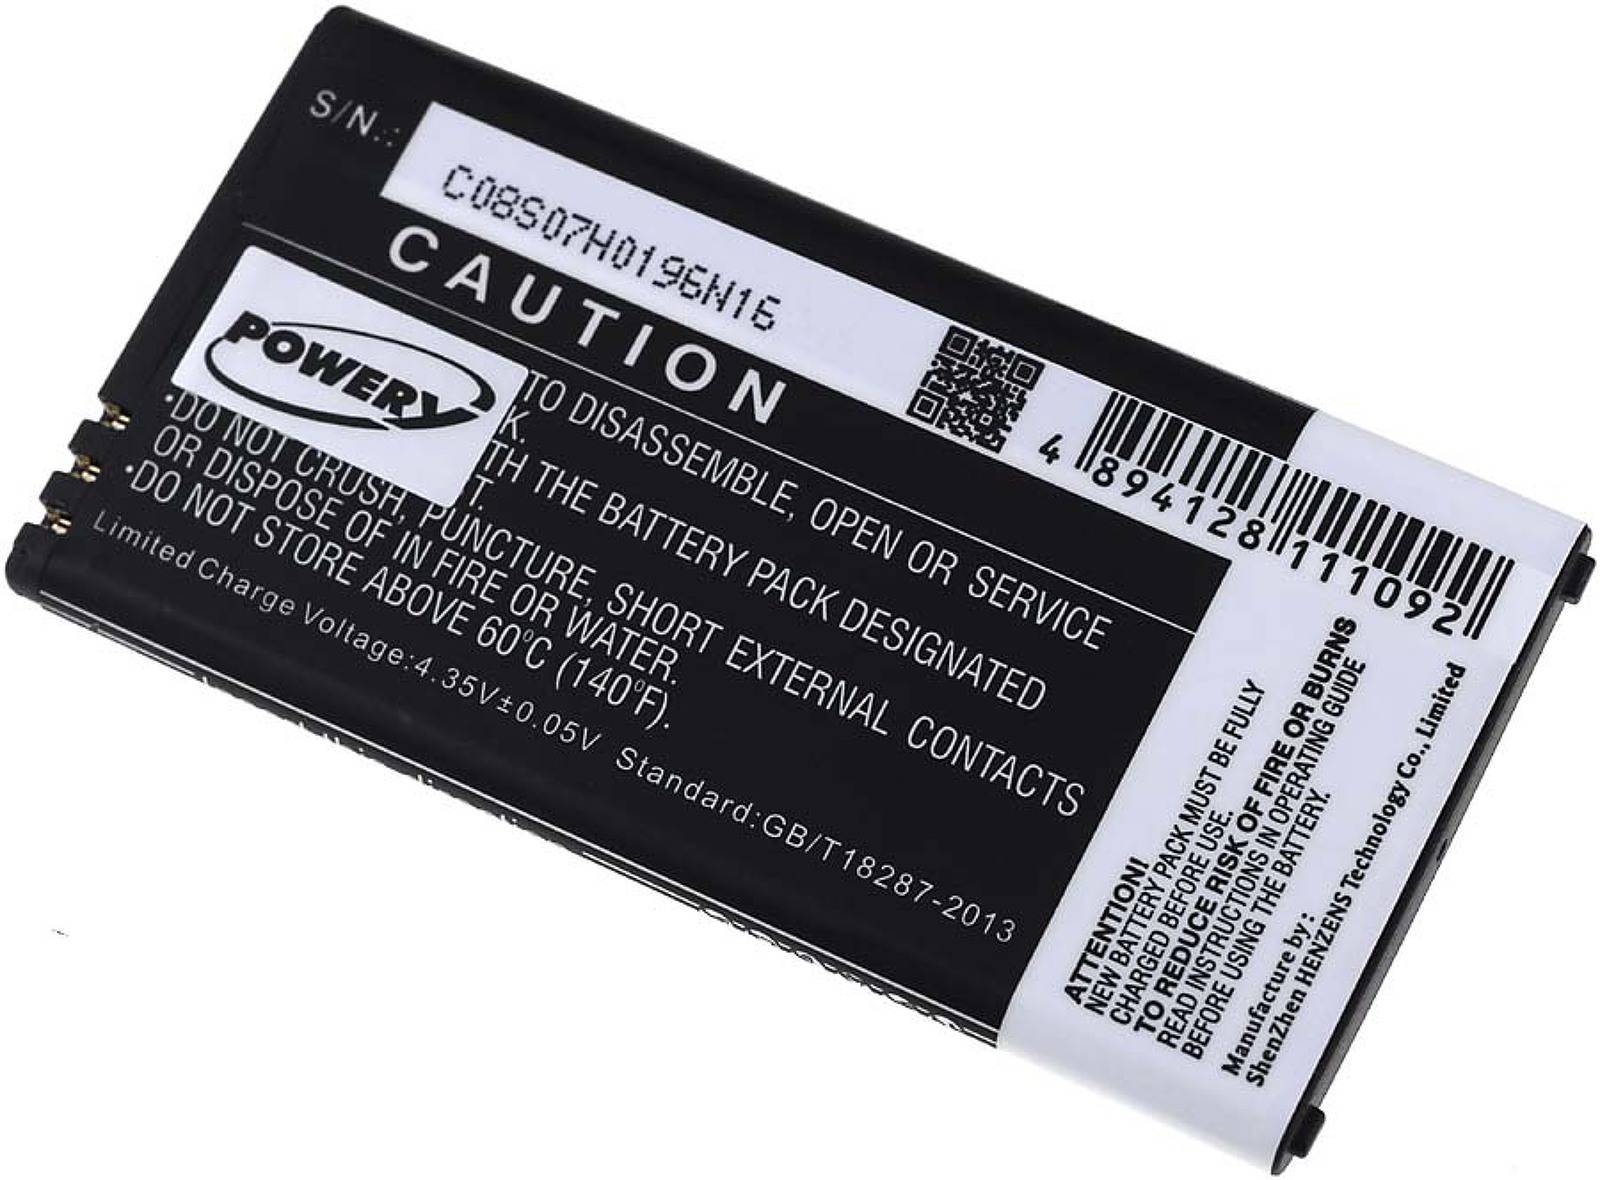 S/N.:
C08S07H0196N16
CAUTION
POWERY
TO DISASSEMBLE, OPEN OR SERVICE
K.
TH THE BATTERY PACK DESIGNATED
T.
·DO NOT CRUSH, PUNCTURE, SHORT EXTERNAL CONTACTS
OR DISPOSE OF IN FIRE OR WATER.
·DO NOT STORE ABOVE 60°C (140°F).
Limited Charge Voltage:4.35V±0.05V Standard:GB/T18287-2013
4 894128 111092
ATTENTION!
NEW BATTERY PACK MUST BE FULLY
CHARGED BEFORE USE.
TO REDUCE RISK OF FIRE OR BURNS
READ INSTRUCTIONS IN OPERATING GUIDE
BEFORE USING THE BATTERY.
Manufacture by:
ShenZhen HENZENS Technology Co., Limited